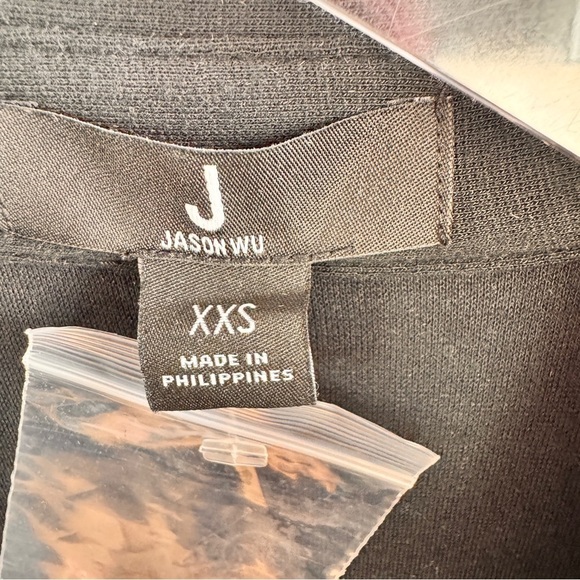 J
JASON WU
XXS
MADE IN
PHILIPPINES